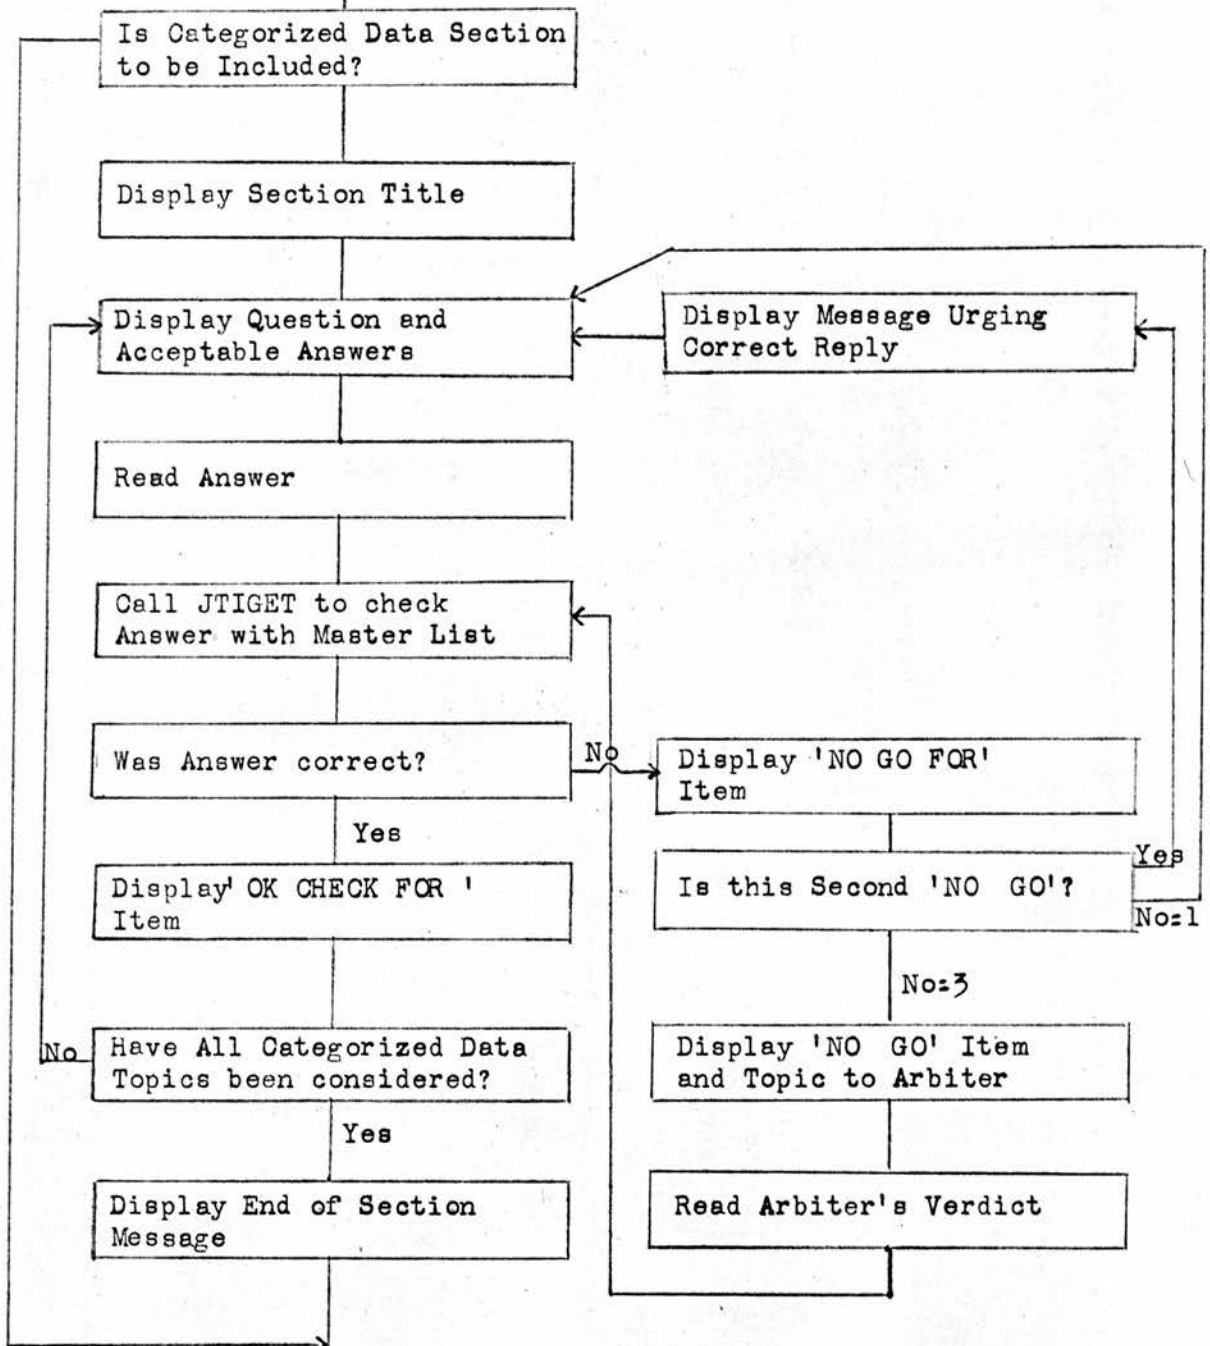 Is Categorized Data Section
to be Included?
Display Section Title
Display Question and
Acceptable Answers
Display Message Urging
Correct Reply
Read Answer
Call JTIGET to check
Answer with Master List
Was Answer correct?
No
Display 'NO GO FOR'
Item
Yes
Yes
Display' OK CHECK FOR '
Item
Is this Second 'NO GO'?
No=1
No=3
No
Have All Categorized Data
Topics been considered?
Display 'NO GO' Item
and Topic to Arbiter
Yes
Display End of Section
Message
Read Arbiter's Verdict